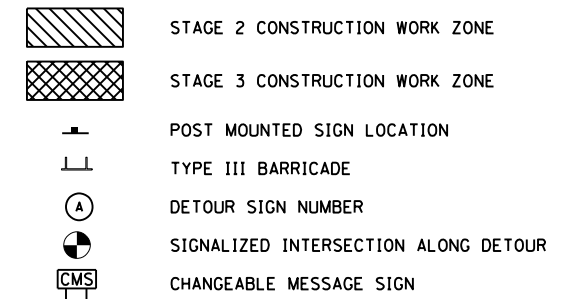 STAGE 2 CONSTRUCTION WORK ZONE
STAGE 3 CONSTRUCTION WORK ZONE
POST MOUNTED SIGN LOCATION
TYPE III BARRICADE
A DETOUR SIGN NUMBER
SIGNALIZED INTERSECTION ALONG DETOUR
CMS CHANGEABLE MESSAGE SIGN